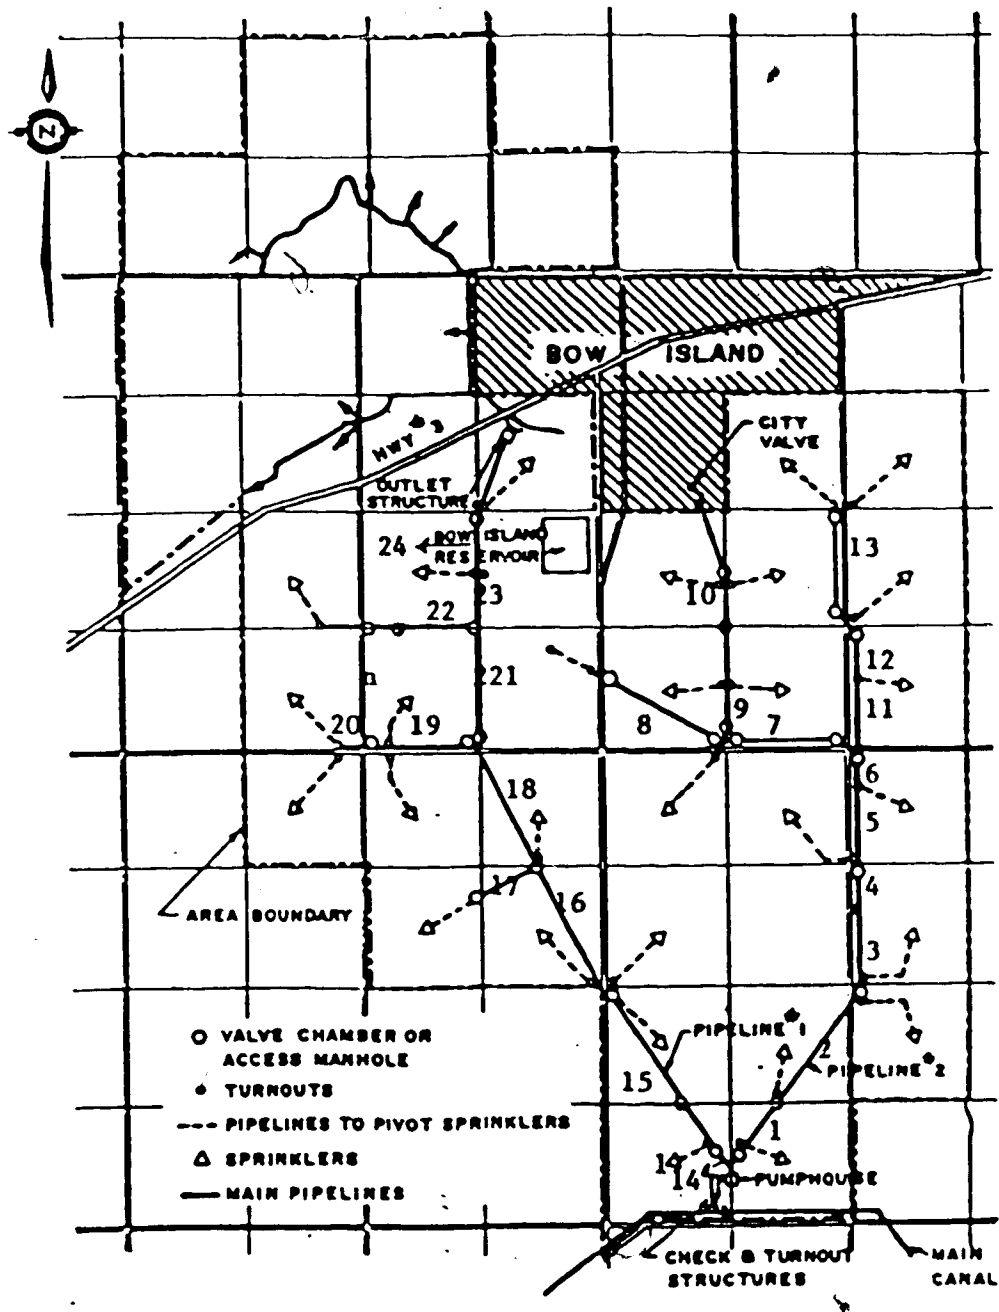 Z
BOW ISLAND
CITY
VALVE
HWY # 3
OUTLET
STRUCTURE
24
BOW ISLAND
RESERVOIR
13
23
10
22
12
n
221
11
20
19
8
9
7
6
18
5
17
16
4
AREA BOUNDARY
3
VALVE CHAMBER OR
ACCESS MANHOLE
PIPELINE #1
2
PIPELINE #2
TURNOUTS
15
PIPELINES TO PIVOT SPRINKLERS
1
SPRINKLERS
1
14
PUMPHOUSE
MAIN PIPELINES
CHECK & TURNOUT
STRUCTURES
MAIN
CANAL